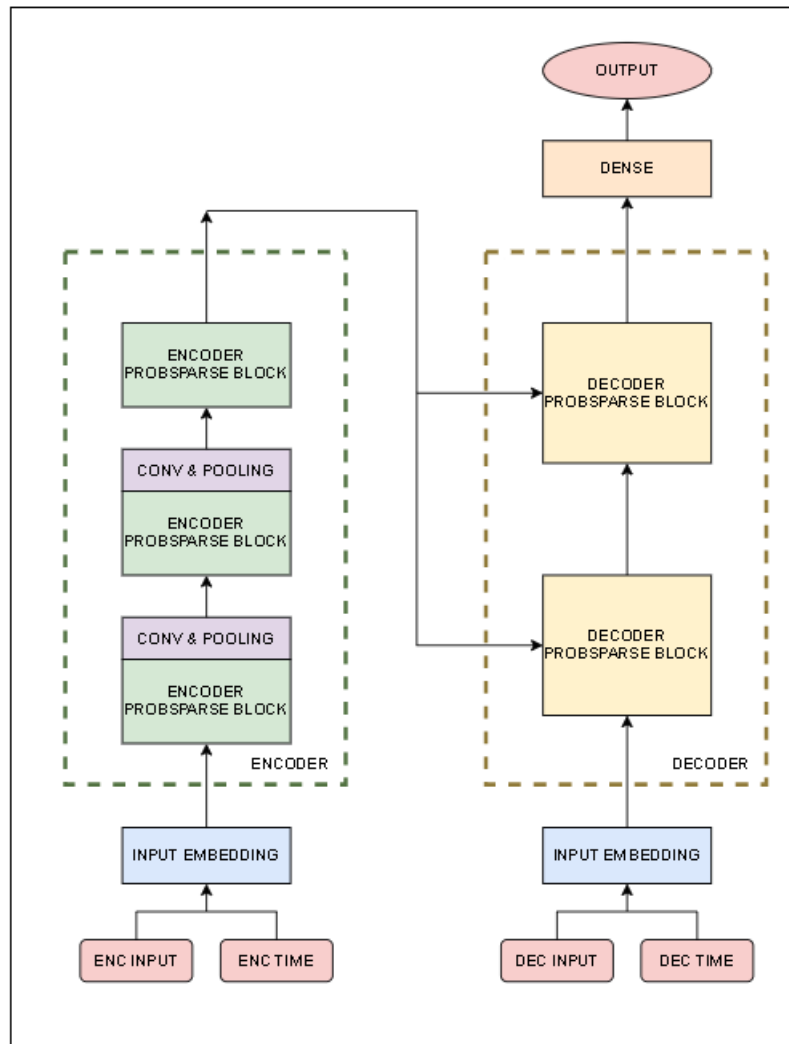 OUTPUT
DENSE
ENCODER
PROBSPARSE BLOCK
CONV & POOLING
ENCODER
PROBSPARSE BLOCK
CONV & POOLING
ENCODER
PROBSPARSE BLOCK
ENCODER
INPUT EMBEDDING
ENC INPUT
ENC TIME
DECODER
PROBSPARSE BLOCK
DECODER
PROBSPARSE BLOCK
DECODER
INPUT EMBEDDING
DEC INPUT
DEC TIME